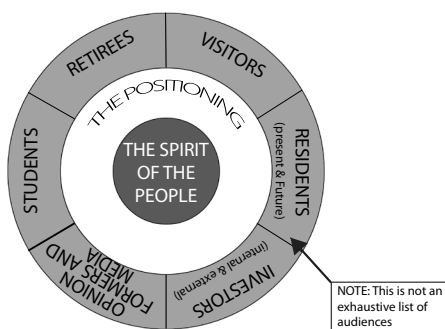 RETIREES
VISITORS
RESIDENTS
(present & Future)
INVESTORS
(internal & external)
OPINION
FORMERS AND
MEDIA
STUDENTS
THE POSITIONING
THE SPIRIT
OF THE
PEOPLE
NOTE: This is not an
exhaustive list of
audiences